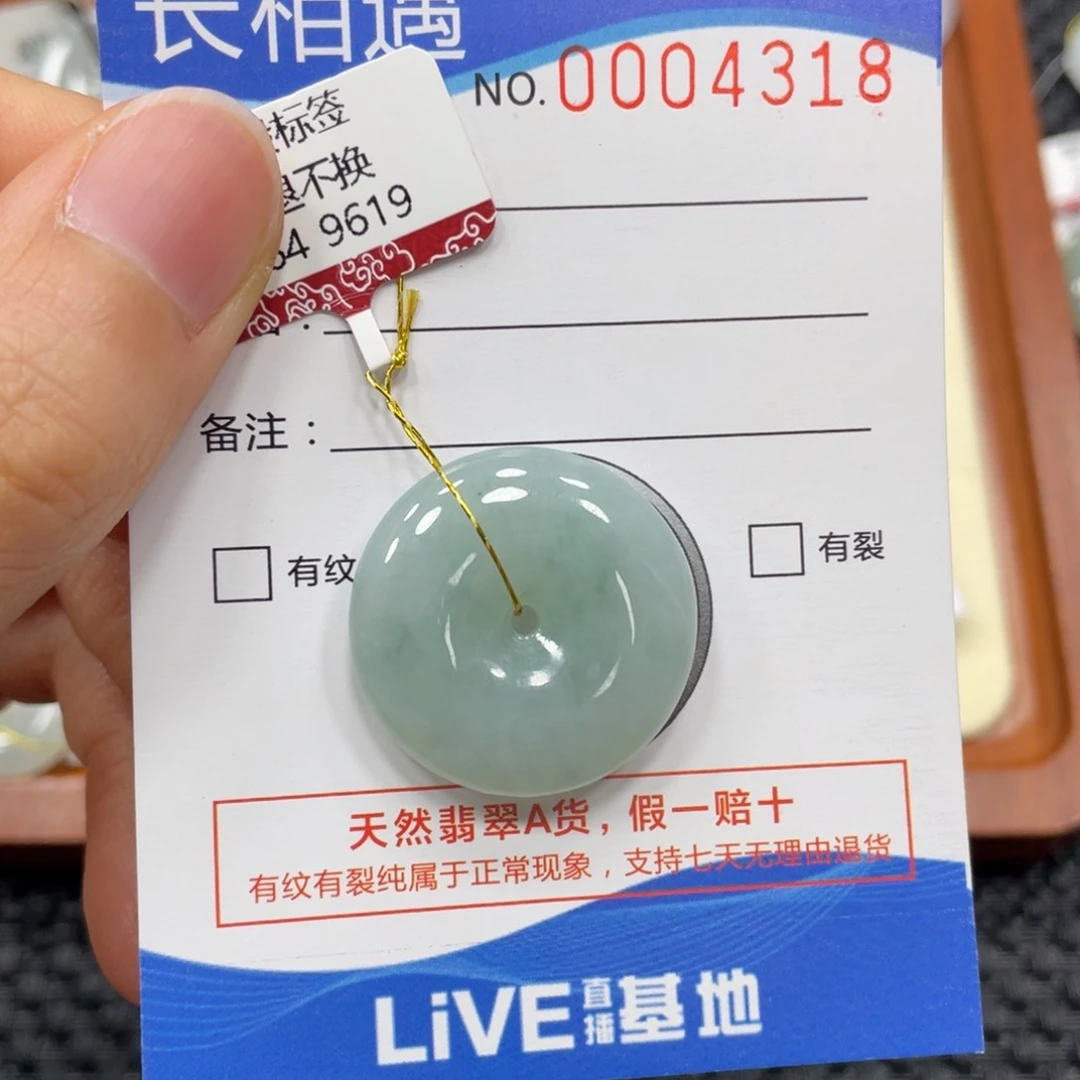 长相遇
NO. 0004318
标签
退不换
64 9619
备注：
有纹
有裂
天然翡翠A货，假一赔十
有纹有裂纯属于正常现象，支持七天无理由退货
LiVE直播基地